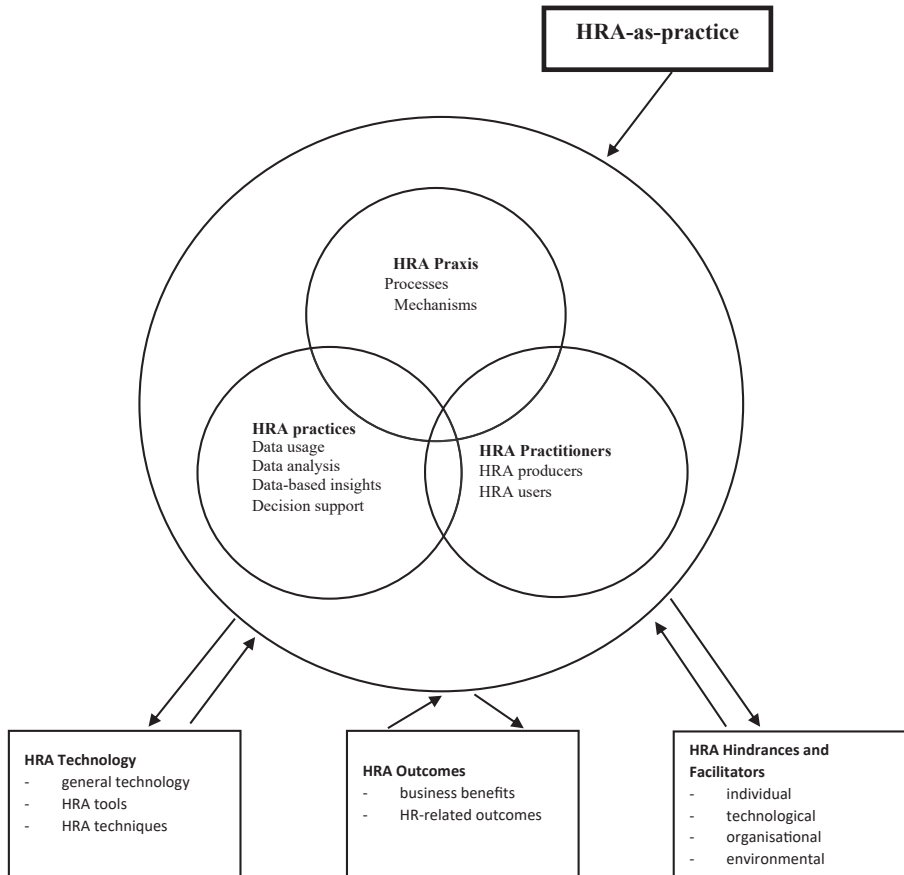 HRA-as-practice
HRA Praxis
Processes
Mechanisms
HRA practices
Data usage
Data analysis
Data-based insights
Decision support
HRA Practitioners
HRA producers
HRA users
HRA Technology
- general technology
- HRA tools
- HRA techniques
HRA Outcomes
- business benefits
- HR-related outcomes
HRA Hindrances and
Facilitators
- individual
- technological
- organisational
- environmental